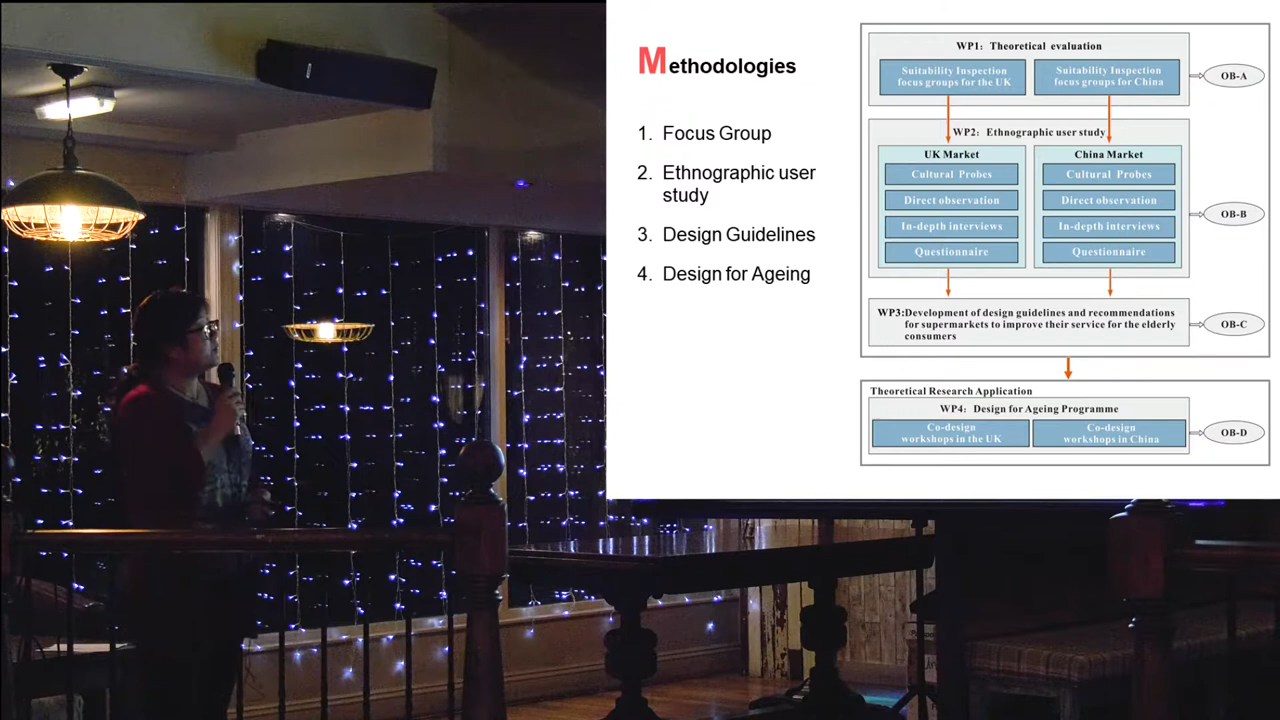 Methodologies
1. Focus Group
2. Ethnographic user
study
3. Design Guidelines
4. Design for Ageing
WP1: Theoretical evaluation
Suitability Inspection
focus groups for the UK
Suitability Inspection
focus groups for China
OB-A
WP2: Ethnographic user study
UK Market
Cultural Probes
Direct observation
In-depth interviews
Questionnaire
China Market
Cultural Probes
Direct observation
In-depth interviews
Questionnaire
OB-B
WP3:Development of design guidelines and recommendations
for supermarkets to improve their service for the elderly
consumers
OB-C
Theoretical Research Application
WP4: Design for Ageing Programme
Co-design
workshops in the UK
Co-design
workshops in China
OB-D